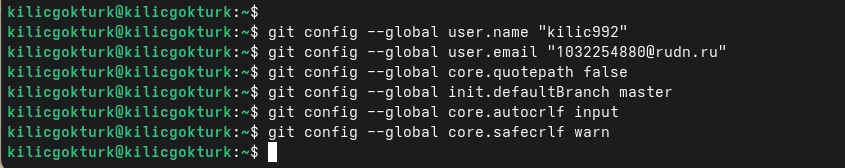 kilicgokturk@kilicgokturk:~$
kilicgokturk@kilicgokturk:~$ git config --global user.name "kilic992"
kilicgokturk@kilicgokturk:~$ git config --global user.email "1032254880@rudn.ru"
kilicgokturk@kilicgokturk:~$ git config --global core.quotepath false
kilicgokturk@kilicgokturk:~$ git config --global init.defaultBranch master
kilicgokturk@kilicgokturk:~$ git config --global core.autocrlf input
kilicgokturk@kilicgokturk:~$ git config --global core.safecrlf warn
kilicgokturk@kilicgokturk:~$